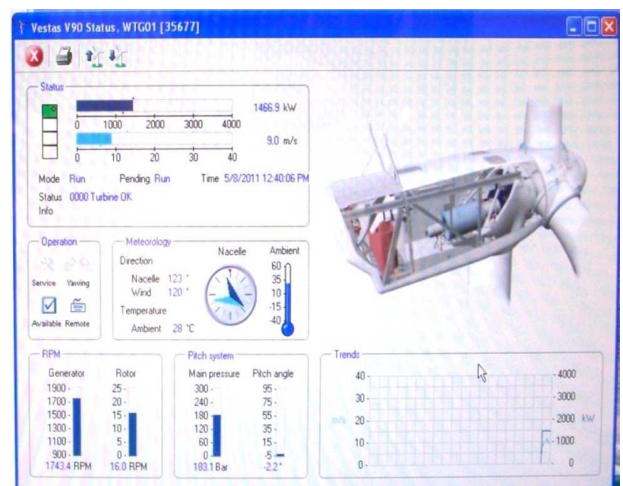 Vestas V90 Status, WTG01 [35677]
Status
1466.9 kW
0 1000 2000 3000 4000
9.0 m/s
0 10 20 30 40
Mode Run Pending Run Time 5/8/2011 12:40:06 PM
Status 0000 Turbine OK
Info
Operation
Service Yawing
Available Remote
Meteorology
Direction
Nacelle 123 °
Wind 120 °
Temperature
Ambient 28 °C
Nacelle
Ambient
60
35
10
-15
-40
RPM
Generator
1900
1700
1500
1300
1100
900
1743.4 RPM
Rotor
25
20
15
10
5
0
16.0 RPM
Pitch system
Main pressure
300
240
180
120
60
0
183.1 Bar
Pitch angle
95
75
55
35
15
-5
-2.2 °
Trends
40
30
m/s 20
10
0
4000
3000
2000 kW
1000
0